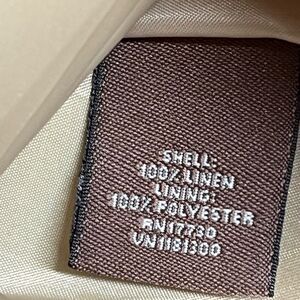 SHELL:
100% LINEN
LINING:
100% POLYESTER
RN17730
VN1181300